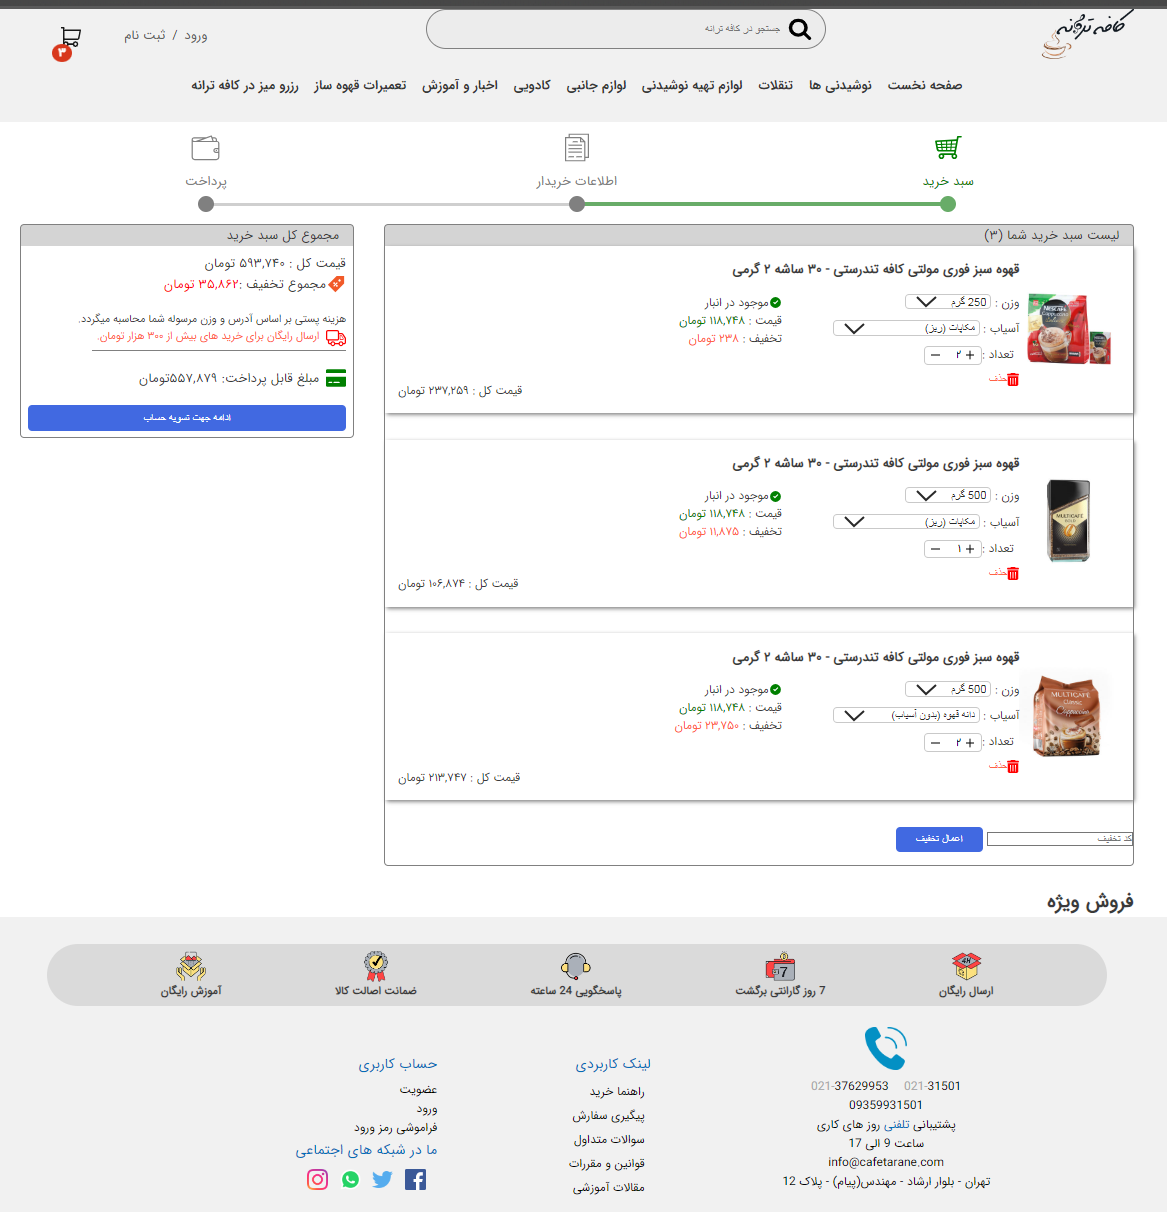 کافه ترانه
جستجو در کافه ترانه
ورود / ثبت نام
۳
صفحه نخست نوشیدنی ها تنقلات لوازم تهیه نوشیدنی لوازم جانبی کادویی اخبار و آموزش تعمیرات قهوه ساز رزرو میز در کافه ترانه
سبد خرید
اطلاعات خریدار
پرداخت
لیست سبد خرید شما (۳)
قهوه سبز فوری مولتی کافه تندرستی - ۳۰ ساشه ۲ گرمی
وزن : 250 گرم
آسیاب : مکاپات (ریز)
تعداد : + ۲ −
حذف
موجود در انبار
قیمت : ۱۱۸,۷۴۸ تومان
تخفیف : ۲۳۸ تومان
قیمت کل : ۲۳۷,۲۵۹ تومان
NESCAFE
قهوه سبز فوری مولتی کافه تندرستی - ۳۰ ساشه ۲ گرمی
وزن : 500 گرم
آسیاب : مکاپات (ریز)
تعداد : + ۱ −
حذف
موجود در انبار
قیمت : ۱۱۸,۷۴۸ تومان
تخفیف : ۱۱,۸۷۵ تومان
قیمت کل : ۱۰۶,۸۷۴ تومان
MULTICAFE
GOLD
قهوه سبز فوری مولتی کافه تندرستی - ۳۰ ساشه ۲ گرمی
وزن : 500 گرم
آسیاب : دانه قهوه (بدون آسیاب)
تعداد : + ۲ −
حذف
موجود در انبار
قیمت : ۱۱۸,۷۴۸ تومان
تخفیف : ۲۳,۷۵۰ تومان
قیمت کل : ۲۱۳,۷۴۷ تومان
MULTICAFE
Classic
Cappuccino
کد تخفیف
اعمال تخفیف
مجموع کل سبد خرید
قیمت کل : ۵۹۳,۷۴۰ تومان
مجموع تخفیف :۳۵,۸۶۲ تومان
هزینه پستی بر اساس آدرس و وزن مرسوله شما محاسبه میگردد.
ارسال رایگان برای خرید های بیش از ۳۰۰ هزار تومان.
مبلغ قابل پرداخت: ۵۵۷,۸۷۹تومان
ادامه جهت تسویه حساب
فروش ویژه
ارسال رایگان
7 روز گارانتی برگشت
پاسخگویی 24 ساعته
ضمانت اصالت کالا
آموزش رایگان
021-37629953 021-31501
09359931501
پشتیبانی تلفنی روز های کاری
ساعت 9 الی 17
info@cafetarane.com
تهران - بلوار ارشاد - مهندس(پیام) - پلاک 12
لینک کاربردی
راهنما خرید
پیگیری سفارش
سوالات متداول
قوانین و مقررات
مقالات آموزشی
حساب کاربری
عضویت
ورود
فراموشی رمز ورود
ما در شبکه های اجتماعی